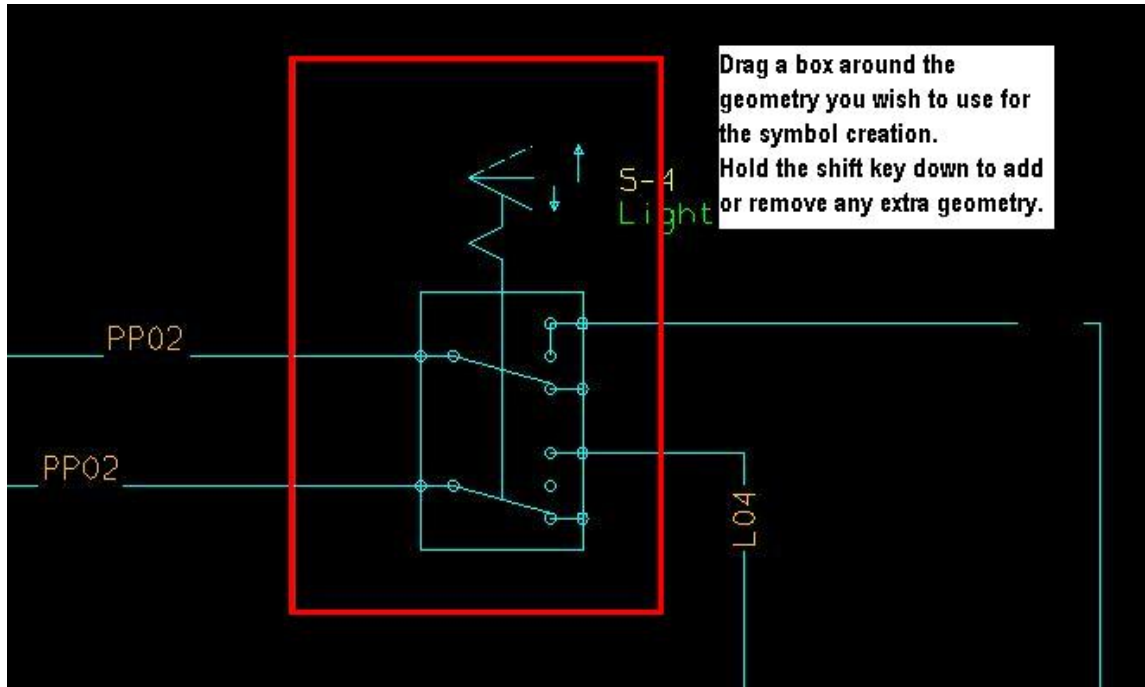 Drag a box around the
geometry you wish to use for
the symbol creation.
Hold the shift key down to add
or remove any extra geometry.
S-4
Light
PP02
PP02
L04